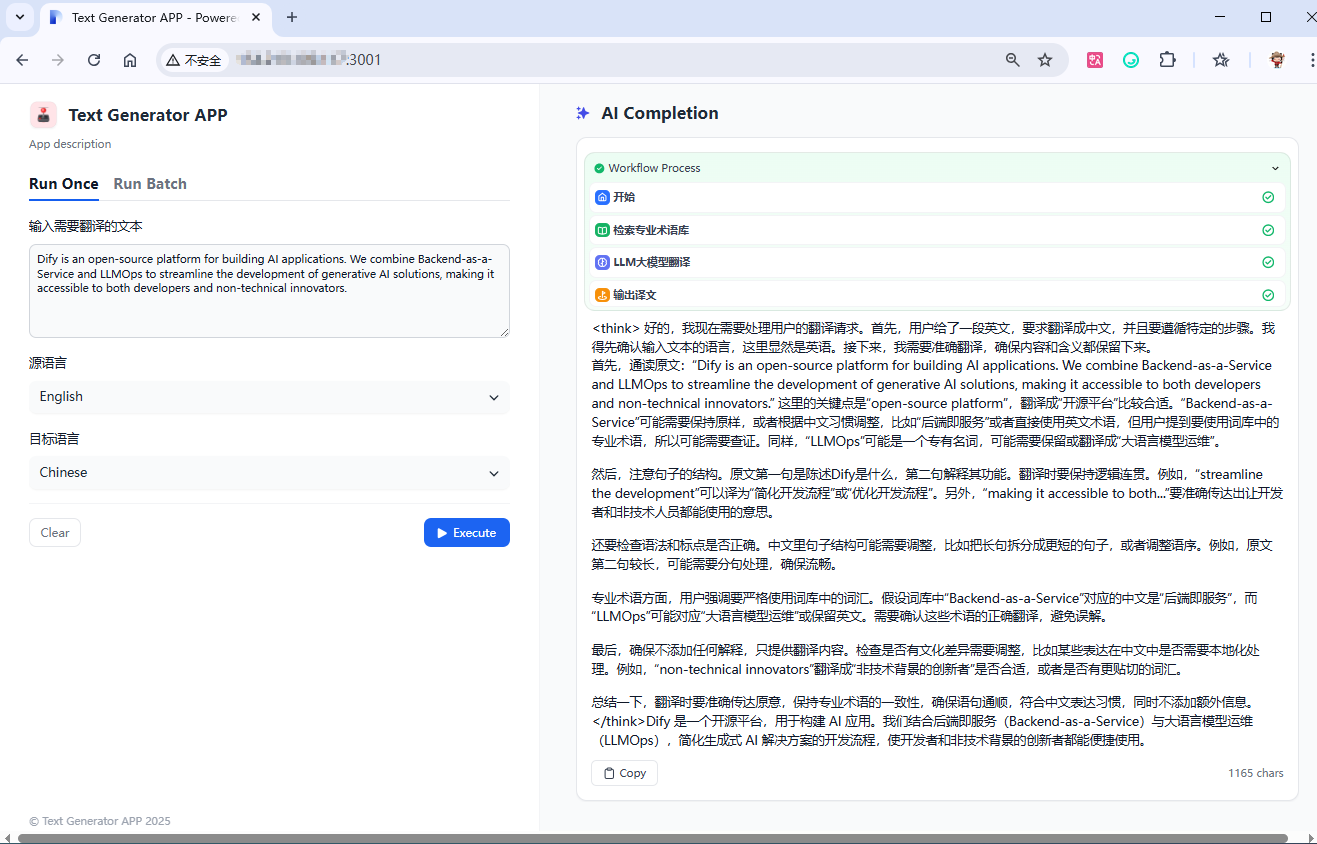 Text Generator APP - Powere
不安全
:3001
Text Generator APP
App description
Run Once
Run Batch
输入需要翻译的文本
Dify is an open-source platform for building AI applications. We combine Backend-as-a-
Service and LLMOps to streamline the development of generative AI solutions, making it
accessible to both developers and non-technical innovators.
源语言
English
目标语言
Chinese
Clear
Execute
© Text Generator APP 2025
AI Completion
Workflow Process
开始
检索专业术语库
LLM大模型翻译
输出译文
<think> 好的，我现在需要处理用户的翻译请求。首先，用户给了一段英文，要求翻译成中文，并且要遵循特定的步骤。我
得先确认输入文本的语言，这里显然是英语。接下来，我需要准确翻译，确保内容和含义都保留下来。
首先，通读原文：“Dify is an open-source platform for building AI applications. We combine Backend-as-a-Service
and LLMOps to streamline the development of generative AI solutions, making it accessible to both developers
and non-technical innovators.” 这里的关键点是“open-source platform”，翻译成“开源平台”比较合适。“Backend-as-a-
Service”可能需要保持原样，或者根据中文习惯调整，比如“后端即服务”或者直接使用英文术语，但用户提到要使用词库中的
专业术语，所以可能需要查证。同样，“LLMOps”可能是一个专有名词，可能需要保留或翻译成“大语言模型运维”。
然后，注意句子的结构。原文第一句是陈述Dify是什么，第二句解释其功能。翻译时要保持逻辑连贯。例如，“streamline
the development”可以译为“简化开发流程”或“优化开发流程”。另外，“making it accessible to both...”要准确传达出让开发
者和非技术人员都能使用的意思。
还要检查语法和标点是否正确。中文里句子结构可能需要调整，比如把长句拆分成更短的句子，或者调整语序。例如，原文
第二句较长，可能需要分句处理，确保流畅。
专业术语方面，用户强调要严格使用词库中的词汇。假设词库中“Backend-as-a-Service”对应的中文是“后端即服务”，而
“LLMOps”可能对应“大语言模型运维”或保留英文。需要确认这些术语的正确翻译，避免误解。
最后，确保不添加任何解释，只提供翻译内容。检查是否有文化差异需要调整，比如某些表达在中文中是否需要本地化处
理。例如，“non-technical innovators”翻译成“非技术背景的创新者”是否合适，或者是否有更贴切的词汇。
总结一下，翻译时要准确传达原意，保持专业术语的一致性，确保语句通顺，符合中文表达习惯，同时不添加额外信息。
</think>Dify 是一个开源平台，用于构建 AI 应用。我们结合后端即服务（Backend-as-a-Service）与大语言模型运维
（LLMOps），简化生成式 AI 解决方案的开发流程，使开发者和非技术背景的创新者都能便捷使用。
Copy
1165 chars